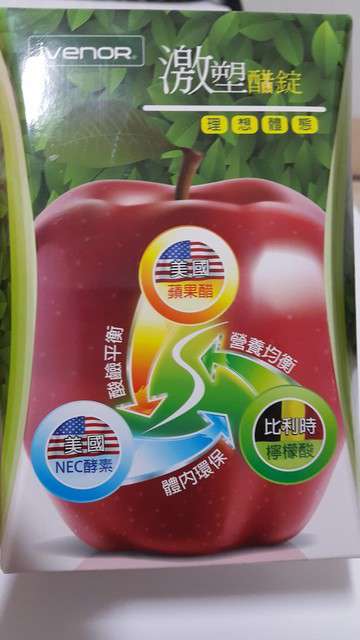 iVENOR®
激塑醋錠
理想體態
美國
蘋果醋
酸鹼平衡
營養均衡
美國
NEC酵素
比利時
檸檬酸
體內環保